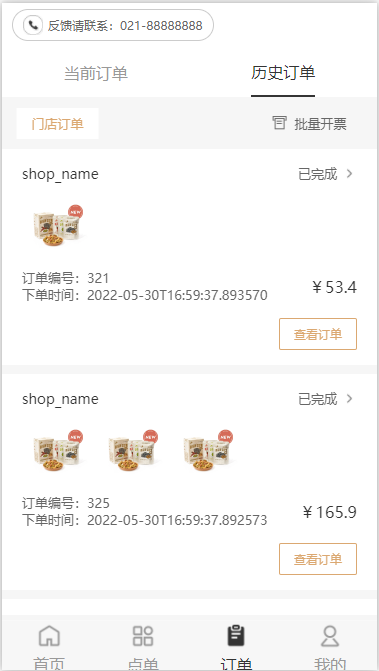 反馈请联系：021-88888888
当前订单
历史订单
门店订单
批量开票
shop_name
已完成
NEW
订单编号：321
下单时间：2022-05-30T16:59:37.893570
￥53.4
查看订单
shop_name
已完成
NEW
NEW
NEW
订单编号：325
下单时间：2022-05-30T16:59:37.892573
￥165.9
查看订单
首页
点单
订单
我的